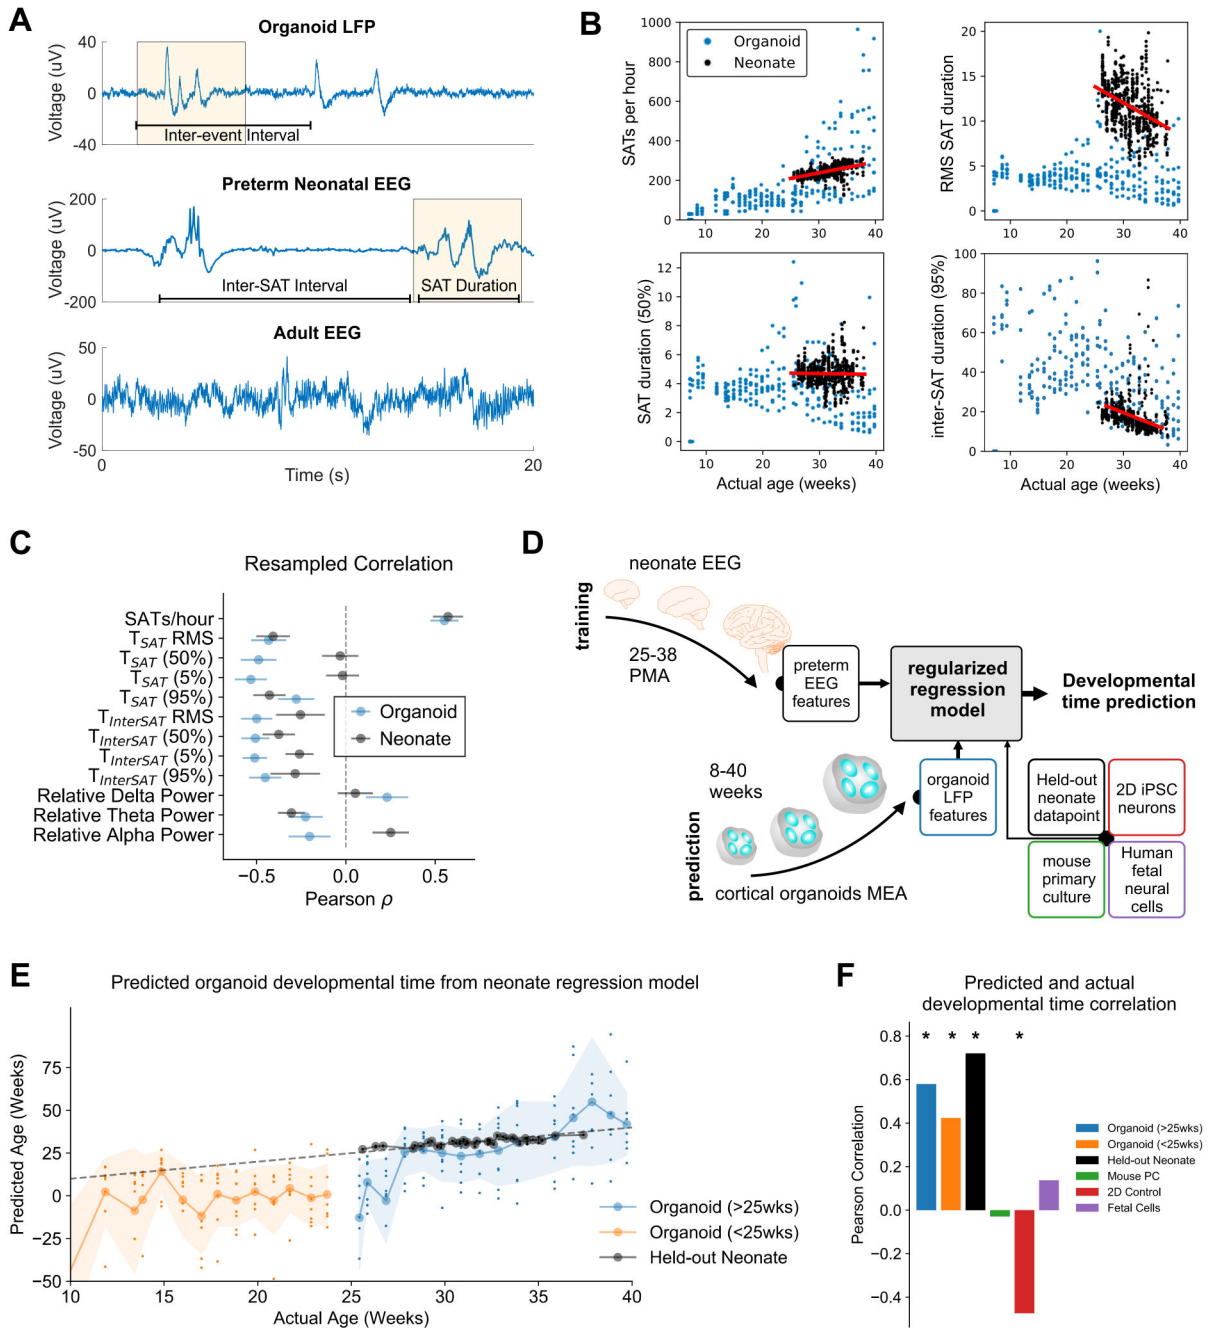 A
Organoid LFP
Voltage (uV)
40
0
-40
Inter-event Interval
Preterm Neonatal EEG
Voltage (uV)
200
0
-200
Inter-SAT Interval
SAT Duration
Adult EEG
Voltage (uV)
50
0
-50
0
20
Time (s)
B
SATs per hour
1000
800
600
400
200
0
10 20 30 40
Organoid
Neonate
RMS SAT duration
20
15
10
5
0
10 20 30 40
SAT duration (50%)
12
10
8
6
4
2
0
10 20 30 40
Actual age (weeks)
inter-SAT duration (95%)
100
80
60
40
20
0
10 20 30 40
Actual age (weeks)
C
Resampled Correlation
SATs/hour
TSAT RMS
TSAT (50%)
TSAT (5%)
TSAT (95%)
TInterSAT RMS
TInterSAT (50%)
TInterSAT (5%)
TInterSAT (95%)
Relative Delta Power
Relative Theta Power
Relative Alpha Power
Organoid
Neonate
−0.5 0.0 0.5
Pearson ρ
D
training
neonate EEG
25-38
PMA
preterm
EEG
features
regularized
regression
model
Developmental
time prediction
prediction
8-40
weeks
cortical organoids MEA
organoid
LFP
features
Held-out
neonate
datapoint
2D iPSC
neurons
mouse
primary
culture
Human
fetal
neural
cells
E
Predicted organoid developmental time from neonate regression model
Predicted Age (Weeks)
75
50
25
0
−25
−50
10 15 20 25 30 35 40
Actual Age (Weeks)
Organoid (>25wks)
Organoid (<25wks)
Held-out Neonate
F
Predicted and actual
developmental time correlation
Pearson Correlation
0.8
0.6
0.4
0.2
0.0
−0.2
−0.4
* * * *
Organoid (>25wks)
Organoid (<25wks)
Held-out Neonate
Mouse PC
2D Control
Fetal Cells